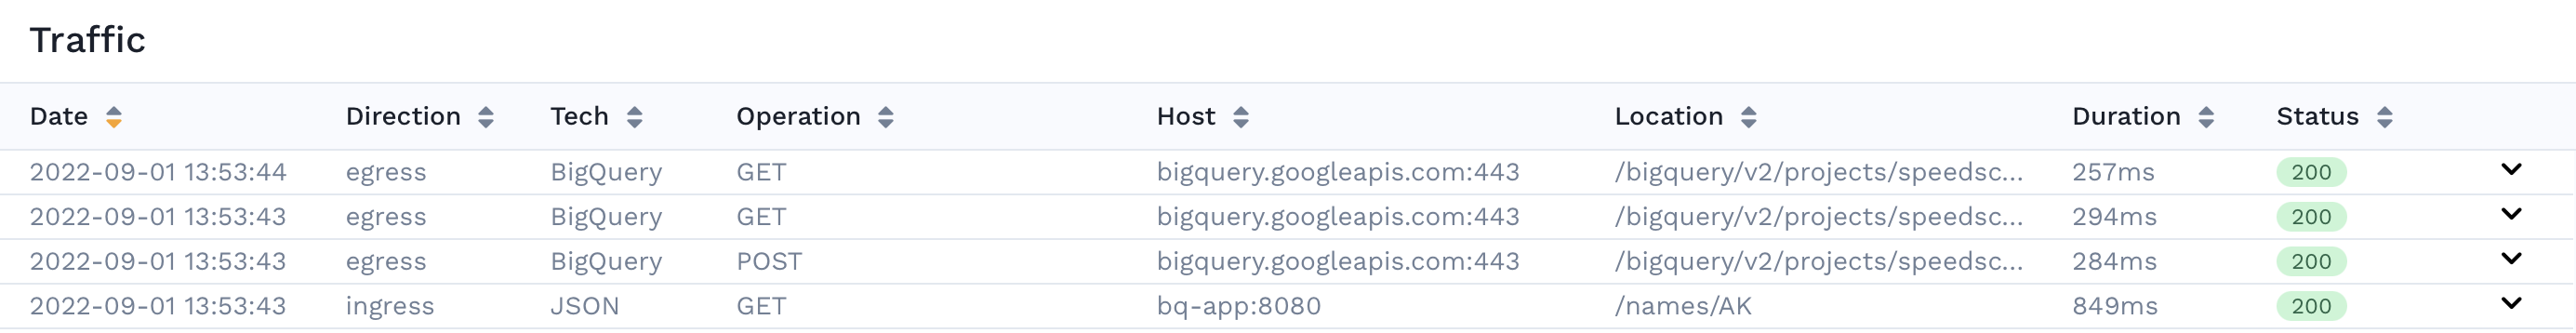 Traffic
Date Direction Tech Operation Host Location Duration Status
2022-09-01 13:53:44 egress BigQuery GET bigquery.googleapis.com:443 /bigquery/v2/projects/speedsc... 257ms 200
2022-09-01 13:53:43 egress BigQuery GET bigquery.googleapis.com:443 /bigquery/v2/projects/speedsc... 294ms 200
2022-09-01 13:53:43 egress BigQuery POST bigquery.googleapis.com:443 /bigquery/v2/projects/speedsc... 284ms 200
2022-09-01 13:53:43 ingress JSON GET bq-app:8080 /names/AK 849ms 200